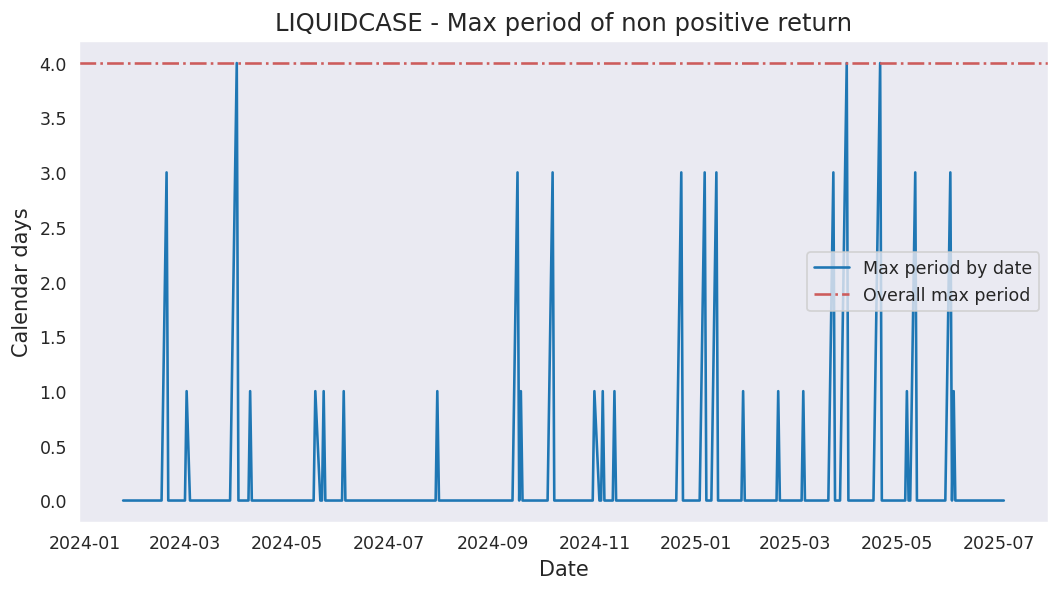 LIQUIDCASE - Max period of non positive return
Calendar days
4.0
3.5
3.0
2.5
2.0
1.5
1.0
0.5
0.0
Max period by date
Overall max period
2024-01 2024-03 2024-05 2024-07 2024-09 2024-11 2025-01 2025-03 2025-05 2025-07
Date